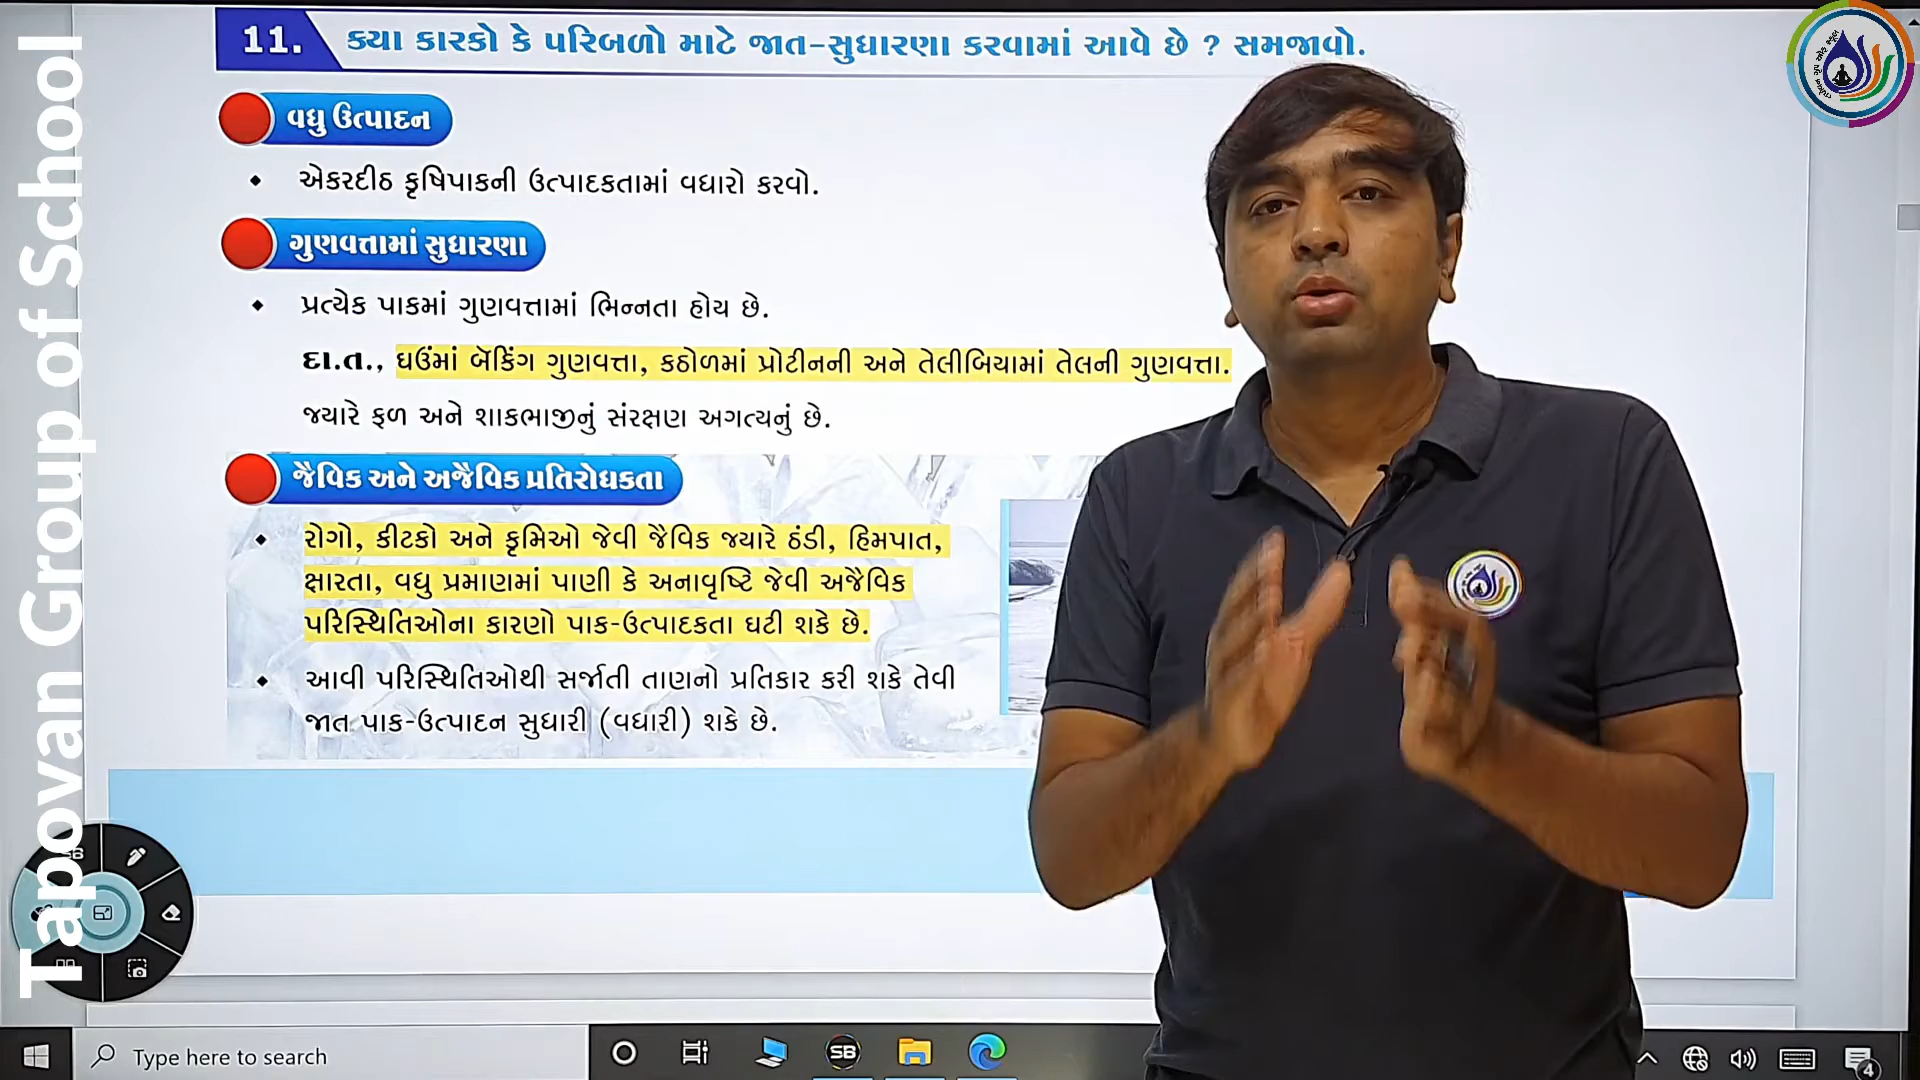 11. ક્યા કારકો કે પરિબળો માટે જાત-સુધારણા કરવામાં આવે છે ? સમજાવો.
વધુ ઉત્પાદન
◆ એકરદીઠ કૃષિપાકની ઉત્પાદકતામાં વધારો કરવો.
ગુણવત્તામાં સુધારણા
◆ પ્રત્યેક પાકમાં ગુણવત્તામાં ભિન્નતા હોય છે.
દા.ત., ઘઉંમાં બૅકિંગ ગુણવત્તા, કઠોળમાં પ્રોટીનની અને તેલીબિયામાં તેલની ગુણવત્તા.
જ્યારે ફળ અને શાકભાજીનું સંરક્ષણ અગત્યનું છે.
જૈવિક અને અજૈવિક પ્રતિરોધકતા
◆ રોગો, કીટકો અને કૃમિઓ જેવી જૈવિક જ્યારે ઠંડી, હિમપાત,
ક્ષારતા, વધુ પ્રમાણમાં પાણી કે અનાવૃષ્ટિ જેવી અજૈવિક
પરિસ્થિતિઓના કારણો પાક-ઉત્પાદકતા ઘટી શકે છે.
◆ આવી પરિસ્થિતિઓથી સર્જાતી તાણનો પ્રતિકાર કરી શકે તેવી
જાત પાક-ઉત્પાદન સુધારી (વધારી) શકે છે.
Tapovan Group of School
Type here to search
SB
4